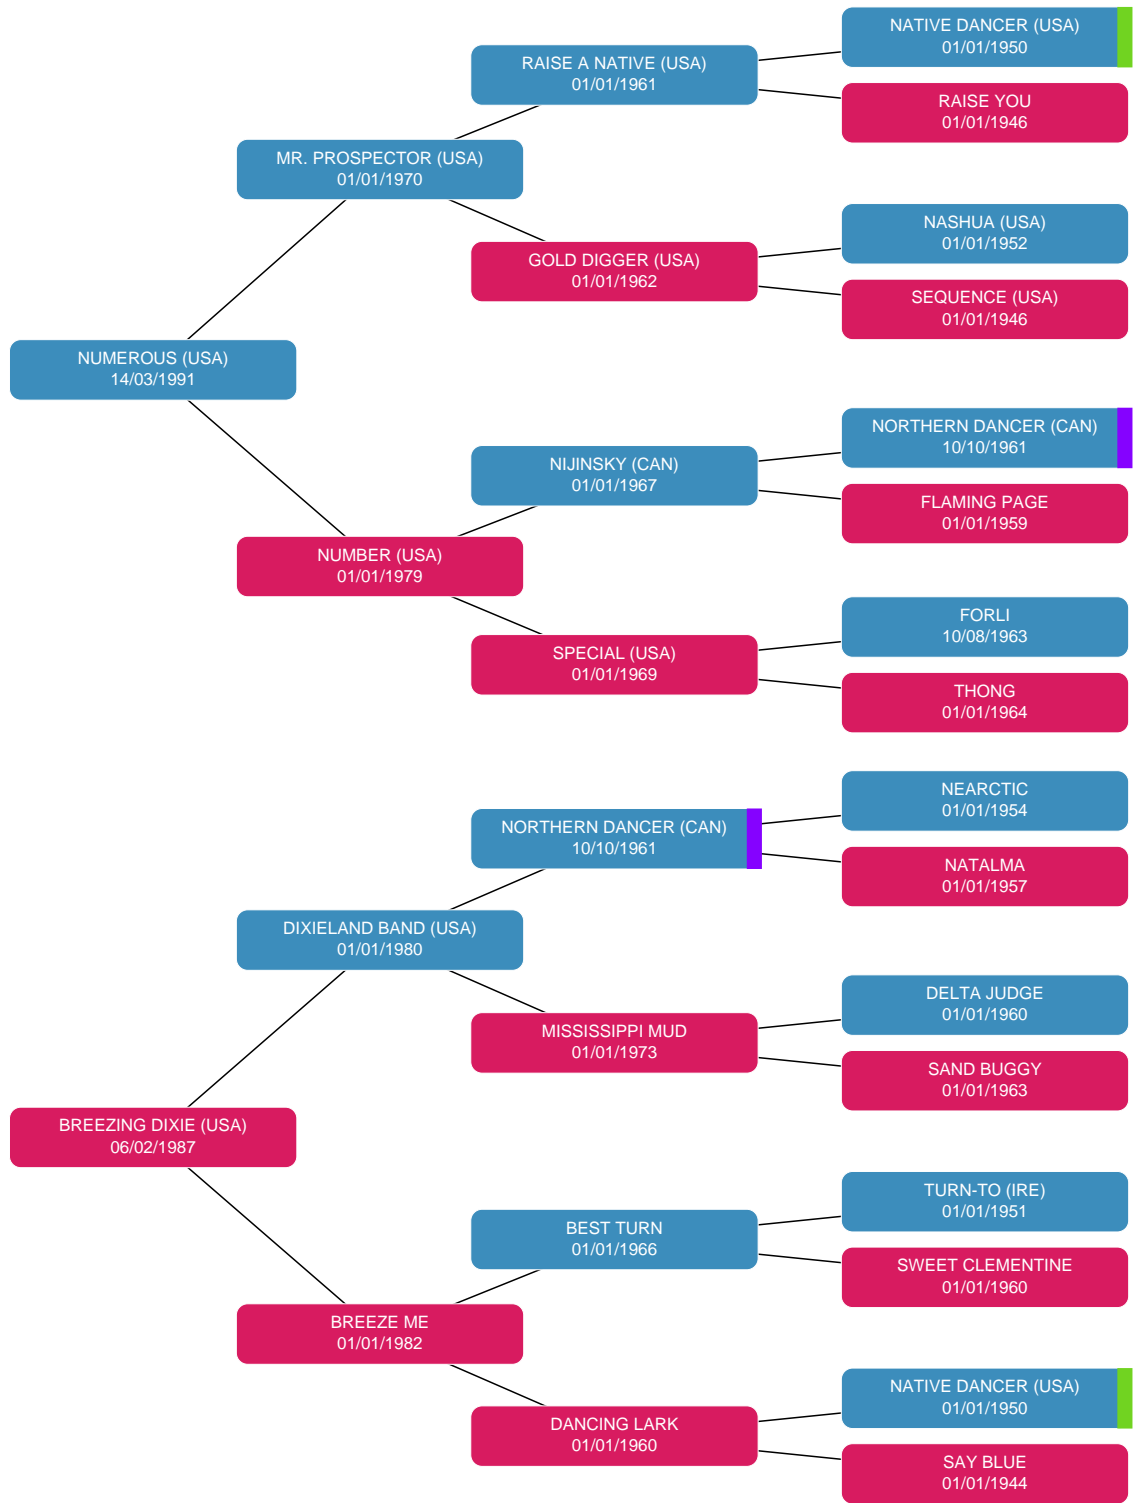 NATIVE DANCER (USA)
01/01/1950
RAISE A NATIVE (USA)
01/01/1961
RAISE YOU
01/01/1946
MR. PROSPECTOR (USA)
01/01/1970
NASHUA (USA)
01/01/1952
GOLD DIGGER (USA)
01/01/1962
SEQUENCE (USA)
01/01/1946
NUMEROUS (USA)
14/03/1991
NORTHERN DANCER (CAN)
10/10/1961
NIJINSKY (CAN)
01/01/1967
FLAMING PAGE
01/01/1959
NUMBER (USA)
01/01/1979
FORLI
10/08/1963
SPECIAL (USA)
01/01/1969
THONG
01/01/1964
NEARCTIC
01/01/1954
NORTHERN DANCER (CAN)
10/10/1961
NATALMA
01/01/1957
DIXIELAND BAND (USA)
01/01/1980
DELTA JUDGE
01/01/1960
MISSISSIPPI MUD
01/01/1973
SAND BUGGY
01/01/1963
BREEZING DIXIE (USA)
06/02/1987
TURN-TO (IRE)
01/01/1951
BEST TURN
01/01/1966
SWEET CLEMENTINE
01/01/1960
BREEZE ME
01/01/1982
NATIVE DANCER (USA)
01/01/1950
DANCING LARK
01/01/1960
SAY BLUE
01/01/1944